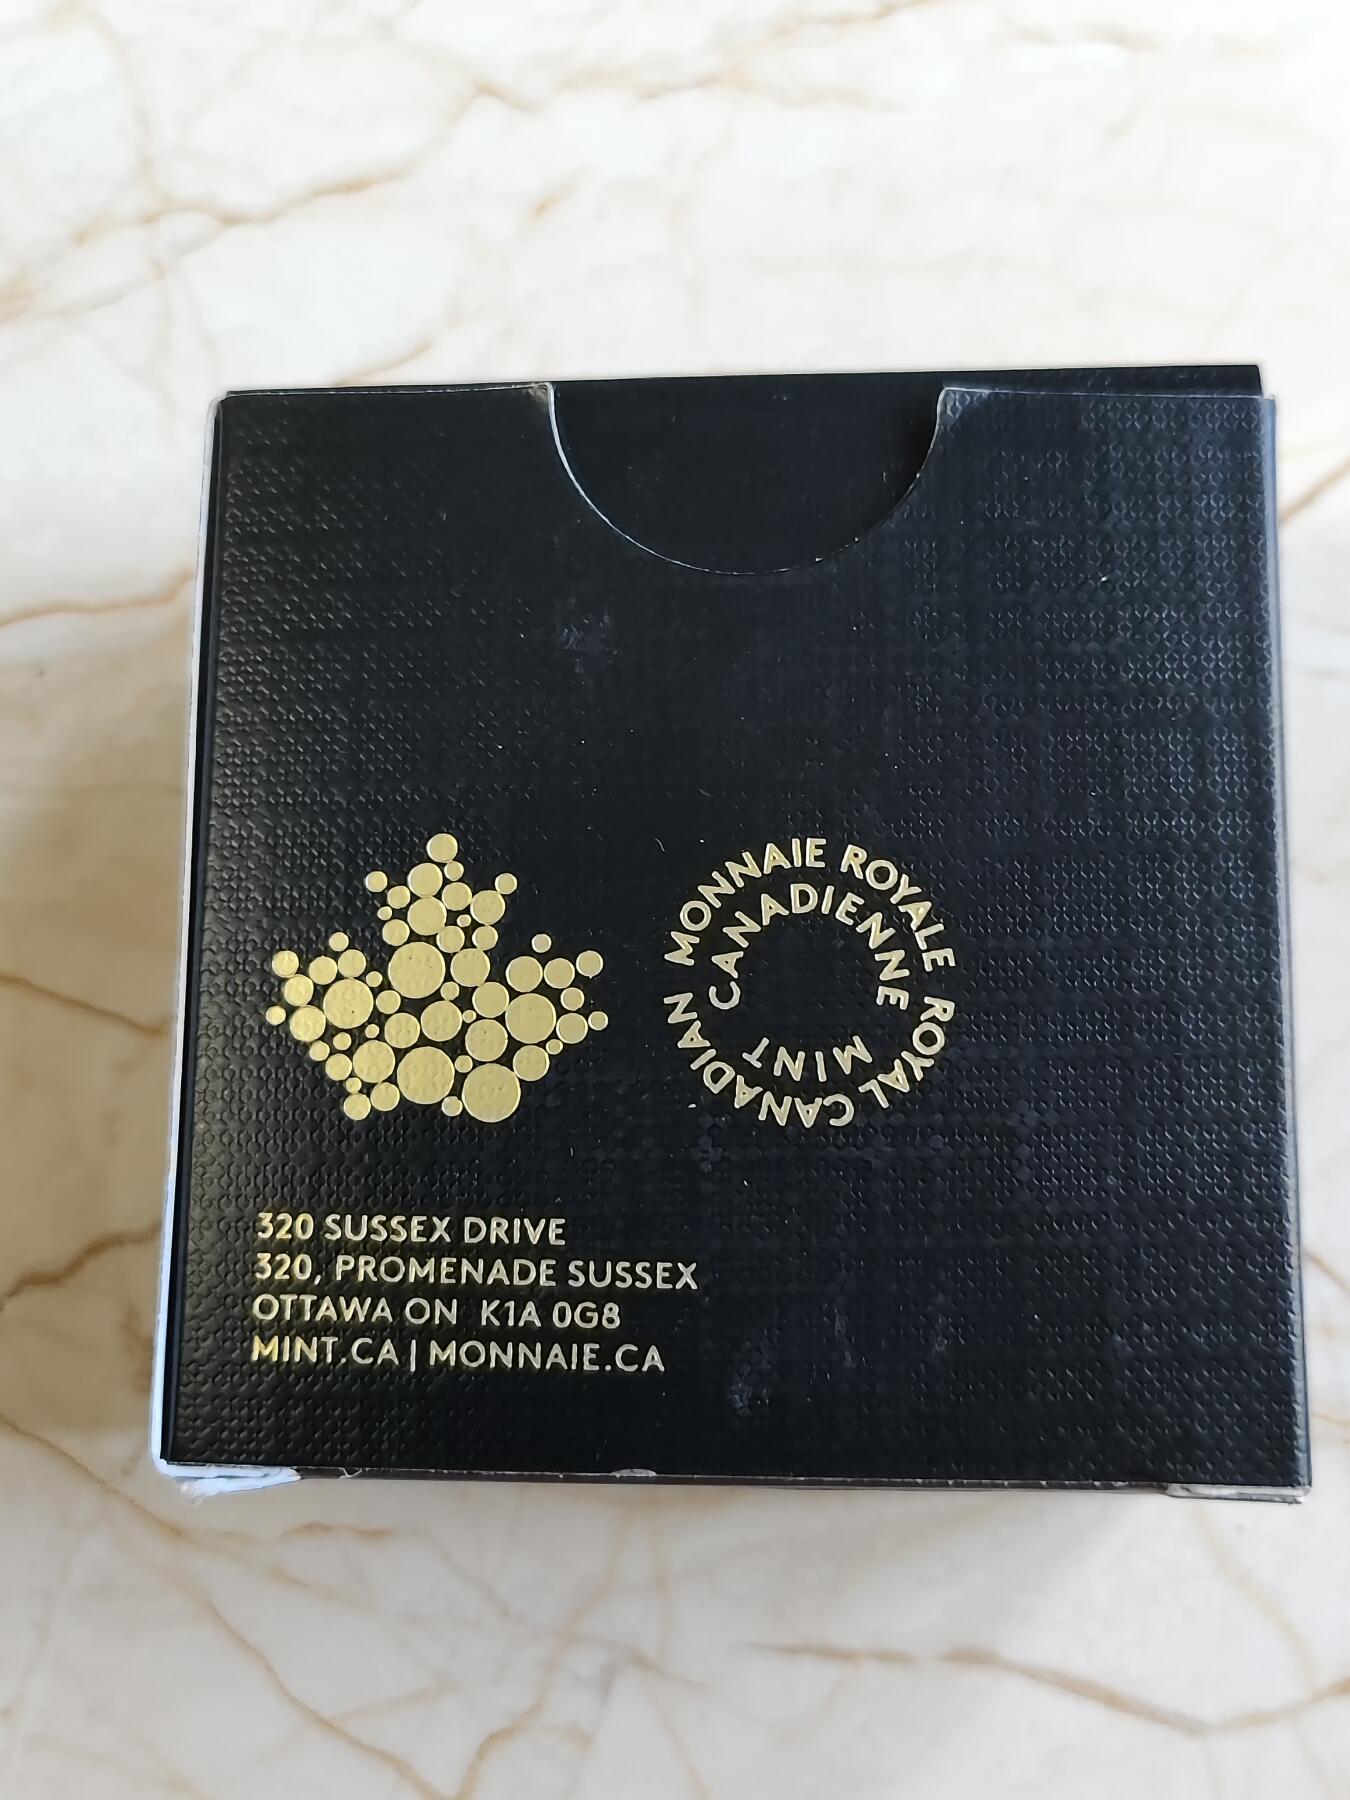 MONNAIE ROYALE
CANADIENNE
ROYAL CANADIAN
MINT
320 SUSSEX DRIVE
320, PROMENADE SUSSEX
OTTAWA ON K1A 0G8
MINT.CA | MONNAIE.CA